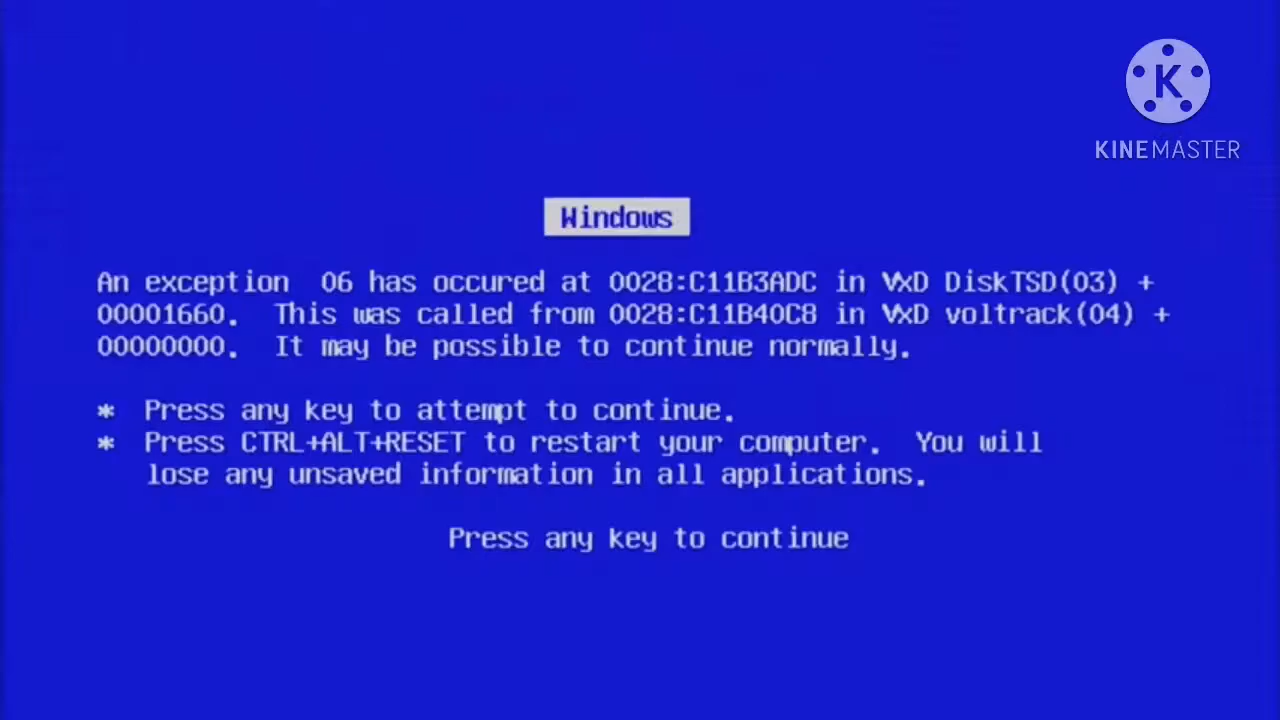 K
KINEMASTER
Windows
An exception 06 has occured at 0028:C11B3ADC in VxD DiskTSD(03) +
00001660. This was called from 0028:C11B40C8 in VxD voltrack(04) +
00000000. It may be possible to continue normally.
* Press any key to attempt to continue.
* Press CTRL+ALT+RESET to restart your computer. You will
lose any unsaved information in all applications.
Press any key to continue